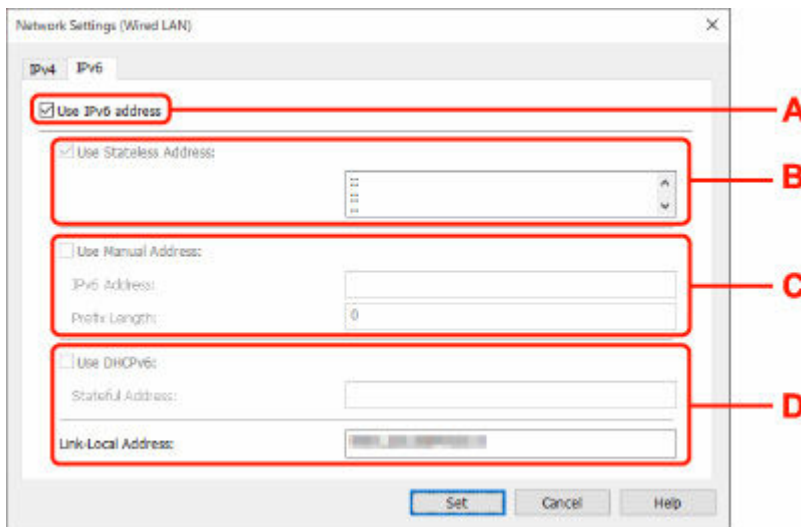 Network Settings (Wired LAN)
IPv4 IPv6
Use IPv6 address
A
Use Stateless Address:
::
::
::
B
Use Manual Address:
IPv6 Address:
C
Prefix Length: 0
Use DHCPv6:
Stateful Address:
D
Link-Local Address:
Set Cancel Help